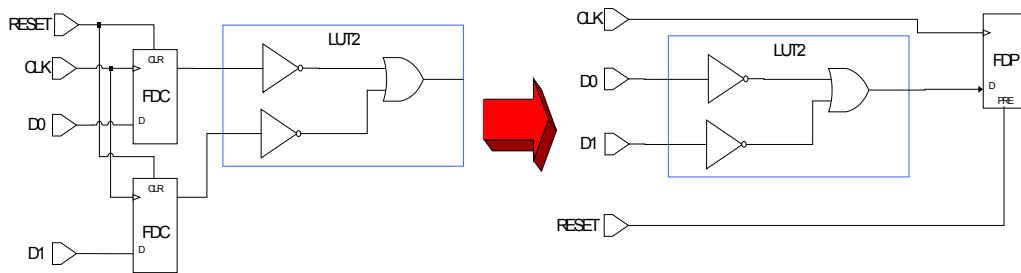 RESET
CLK
D0
D1
CLR
FDC
D
CLR
FDC
D
LUT2
CLK
D0
D1
RESET
LUT2
FDP
D
PRE